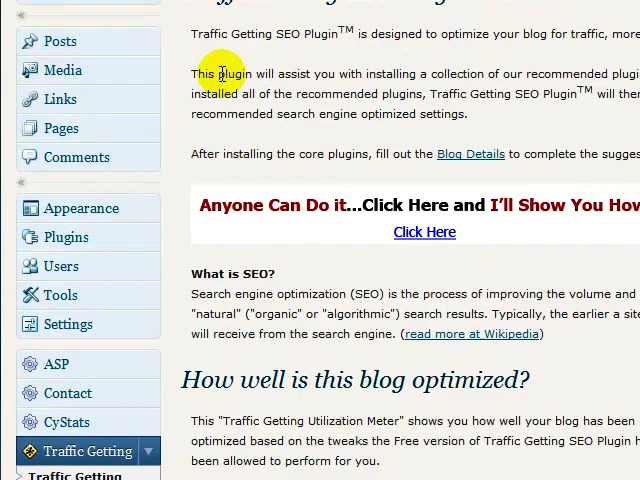 Posts
Media
Links
Pages
Comments
Appearance
Plugins
Users
Tools
Settings
ASP
Contact
CyStats
Traffic Getting
Traffic Getting
Traffic Getting SEO Plugin™ is designed to optimize your blog for traffic, more
This plugin will assist you with installing a collection of our recommended
installed all of the recommended plugins, Traffic Getting SEO Plugin™ will
recommended search engine optimized settings.
After installing the core plugins, fill out the Blog Details to complete the
Anyone Can Do it...Click Here and I'll Show You
Click Here
What is SEO?
Search engine optimization (SEO) is the process of improving the volume and
"natural" ("organic" or "algorithmic") search results. Typically, the earlier a
will receive from the search engine. (read more at Wikipedia)
How well is this blog optimized?
This "Traffic Getting Utilization Meter" shows you how well your blog has been
optimized based on the tweaks the Free version of Traffic Getting SEO Plugin
been allowed to perform for you.